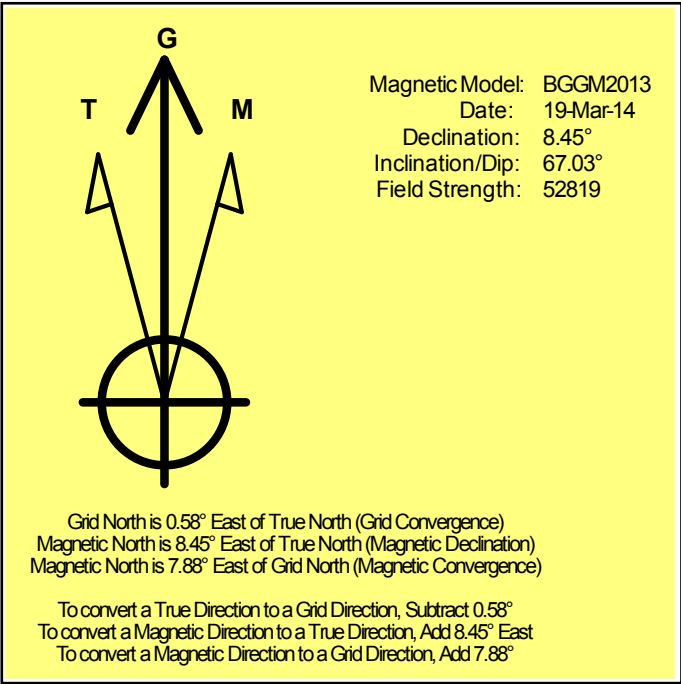 G
T M
Magnetic Model: BGGM2013
Date: 19-Mar-14
Declination: 8.45°
Inclination/Dip: 67.03°
Field Strength: 52819
Grid North is 0.58° East of True North (Grid Convergence)
Magnetic North is 8.45° East of True North (Magnetic Declination)
Magnetic North is 7.88° East of Grid North (Magnetic Convergence)
To convert a True Direction to a Grid Direction, Subtract 0.58°
To convert a Magnetic Direction to a True Direction, Add 8.45° East
To convert a Magnetic Direction to a Grid Direction, Add 7.88°